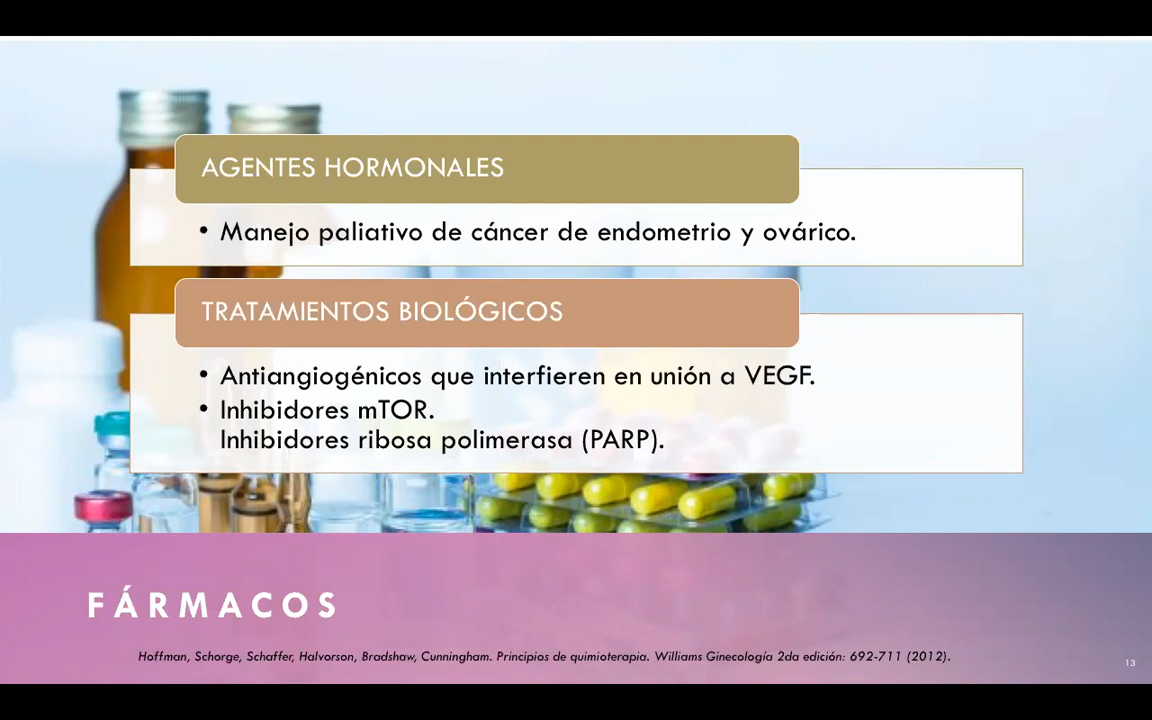 AGENTES HORMONALES
• Manejo paliativo de cáncer de endometrio y ovárico.
TRATAMIENTOS BIOLÓGICOS
• Antiangiogénicos que interfieren en unión a VEGF.
• Inhibidores mTOR.
Inhibidores ribosa polimerasa (PARP).
FÁRMACOS
Hoffman, Schorge, Schaffer, Halvorson, Bradshaw, Cunningham. Principios de quimioterapia. Williams Ginecología 2da edición: 692-711 (2012).
13